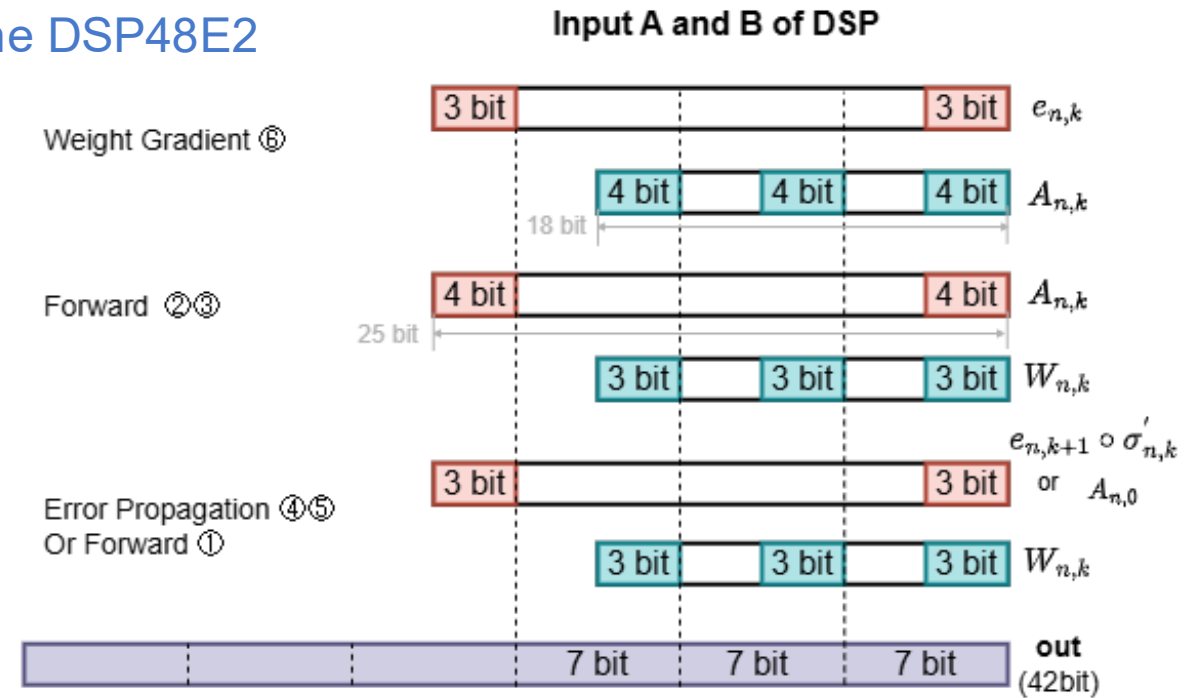 ne DSP48E2
Input A and B of DSP
3 bit 3 bit e_{n,k}
Weight Gradient ⑥
4 bit 4 bit 4 bit A_{n,k}
18 bit
4 bit 4 bit A_{n,k}
Forward ②③
25 bit
3 bit 3 bit 3 bit W_{n,k}
e_{n,k+1} ∘ σ'_{n,k}
3 bit 3 bit or A_{n,0}
Error Propagation ④⑤
Or Forward ①
3 bit 3 bit 3 bit W_{n,k}
7 bit 7 bit 7 bit out
(42bit)